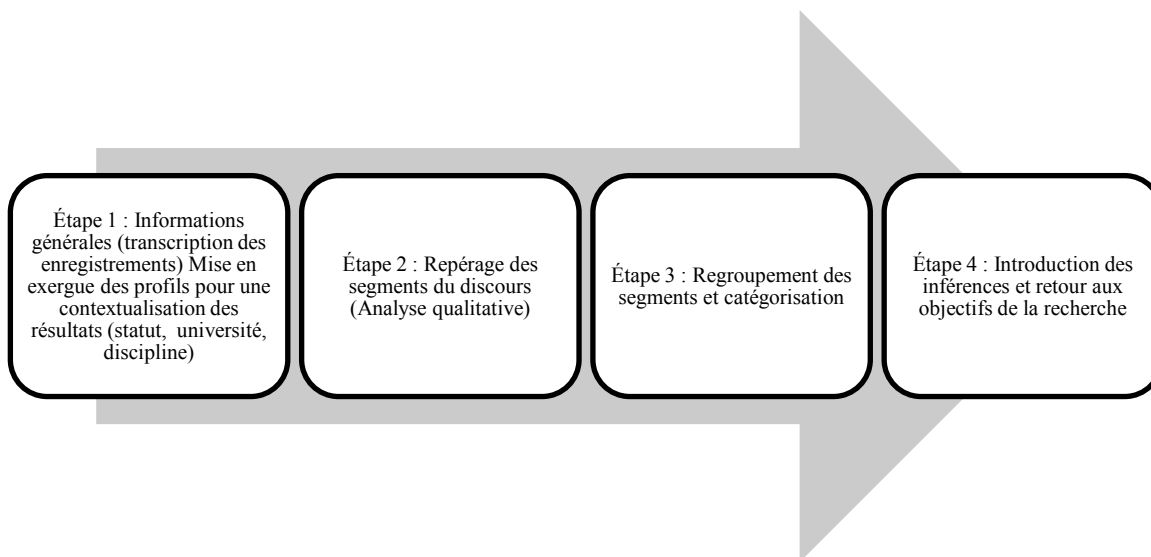 Étape 1 : Informations
générales (transcription des
enregistrements) Mise en
exergue des profils pour une
contextualisation des
résultats (statut, université,
discipline)
Étape 2 : Repérage des
segments du discours
(Analyse qualitative)
Étape 3 : Regroupement des
segments et catégorisation
Étape 4 : Introduction des
inférences et retour aux
objectifs de la recherche